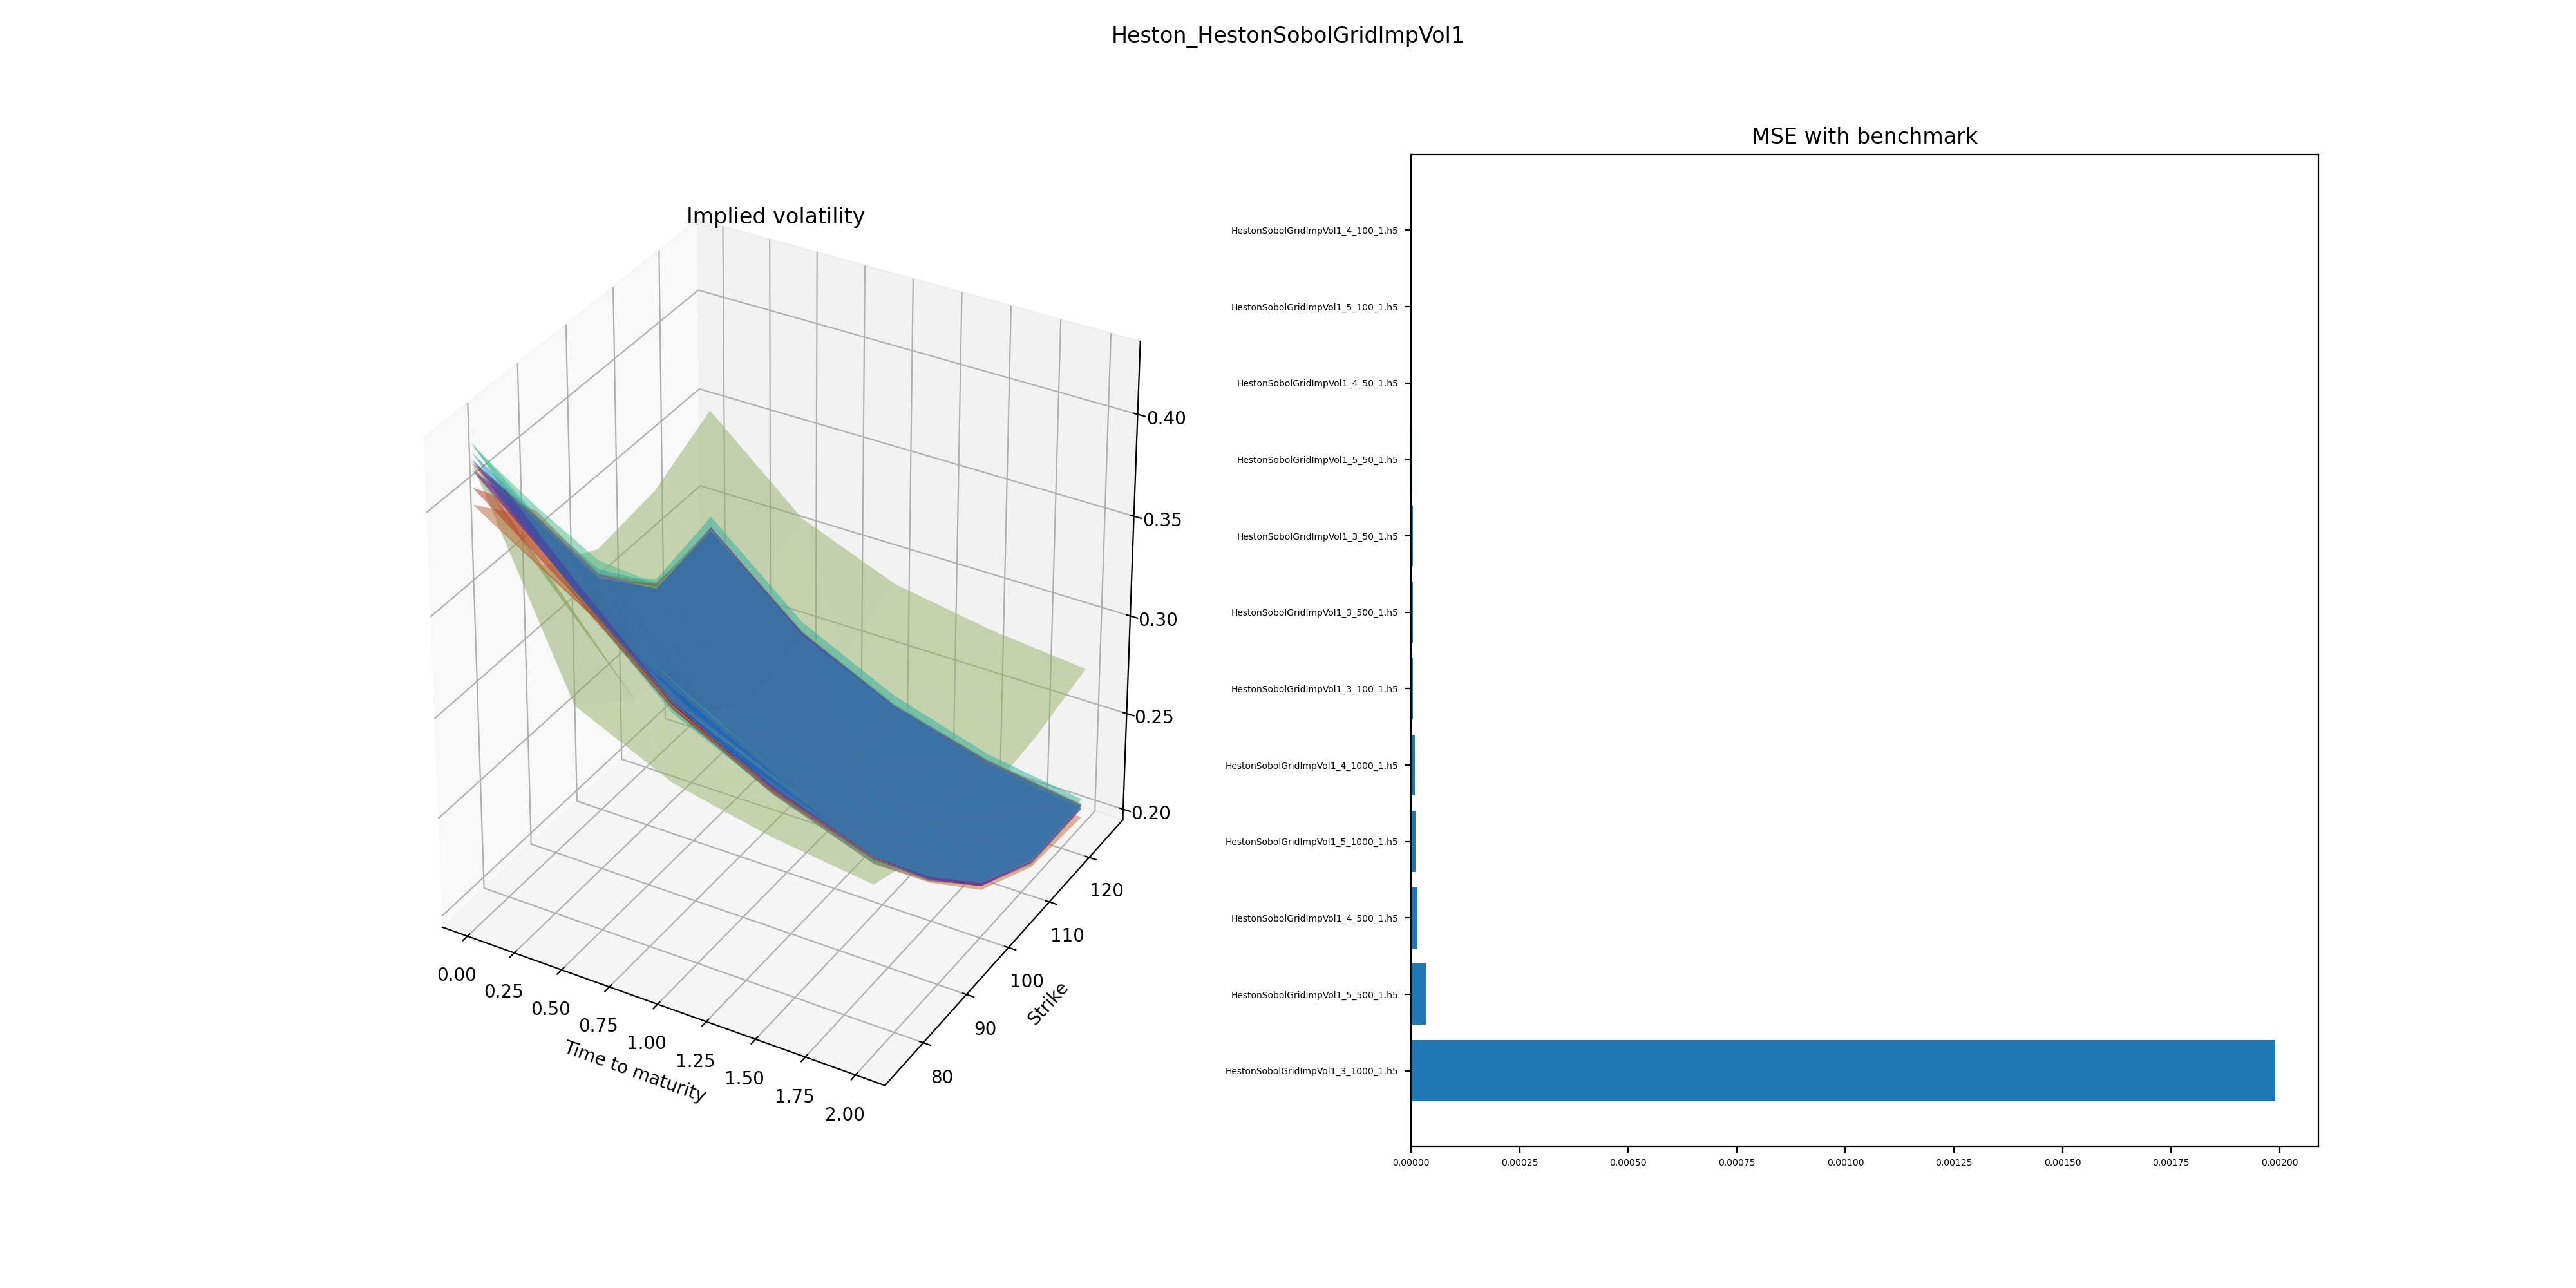 Heston_HestonSobolGridImpVol1
Implied volatility
0.40
0.35
0.30
0.25
0.20
120
110
100
90
80
Strike
0.00
0.25
0.50
0.75
1.00
1.25
1.50
1.75
2.00
Time to maturity
MSE with benchmark
HestonSobolGridImpVol1_4_100_1.h5
HestonSobolGridImpVol1_5_100_1.h5
HestonSobolGridImpVol1_4_50_1.h5
HestonSobolGridImpVol1_5_50_1.h5
HestonSobolGridImpVol1_3_50_1.h5
HestonSobolGridImpVol1_3_500_1.h5
HestonSobolGridImpVol1_3_100_1.h5
HestonSobolGridImpVol1_4_1000_1.h5
HestonSobolGridImpVol1_5_1000_1.h5
HestonSobolGridImpVol1_4_500_1.h5
HestonSobolGridImpVol1_5_500_1.h5
HestonSobolGridImpVol1_3_1000_1.h5
0.00000 0.00025 0.00050 0.00075 0.00100 0.00125 0.00150 0.00175 0.00200